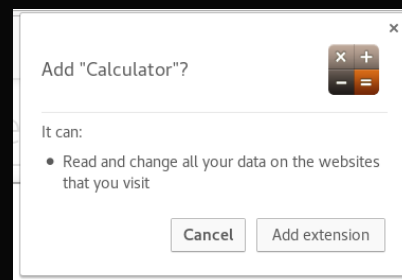 Add "Calculator"?
It can:
Read and change all your data on the websites
that you visit
Cancel
Add extension